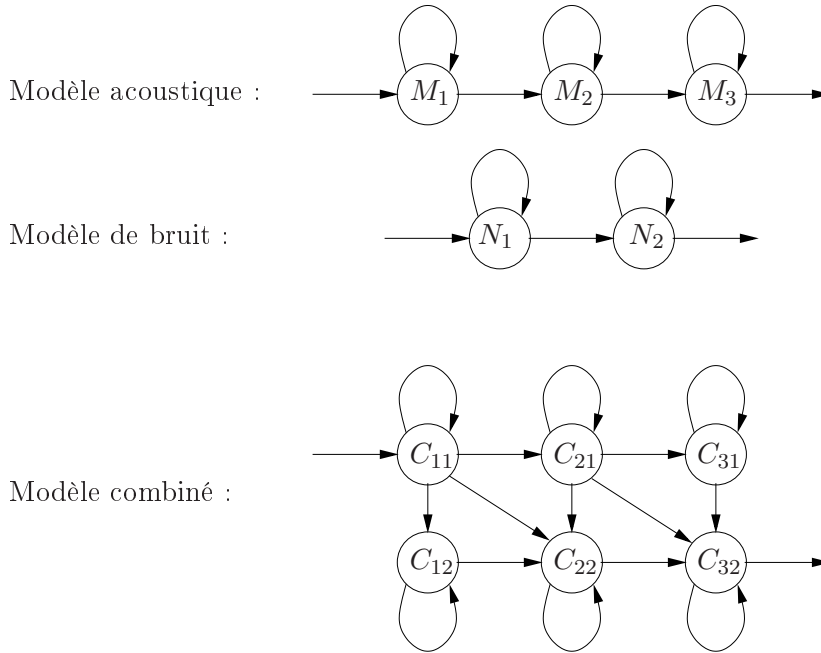 Modèle acoustique : M₁ M₂ M₃
Modèle de bruit : N₁ N₂
C₁₁ C₂₁ C₃₁
Modèle combiné :
C₁₂ C₂₂ C₃₂